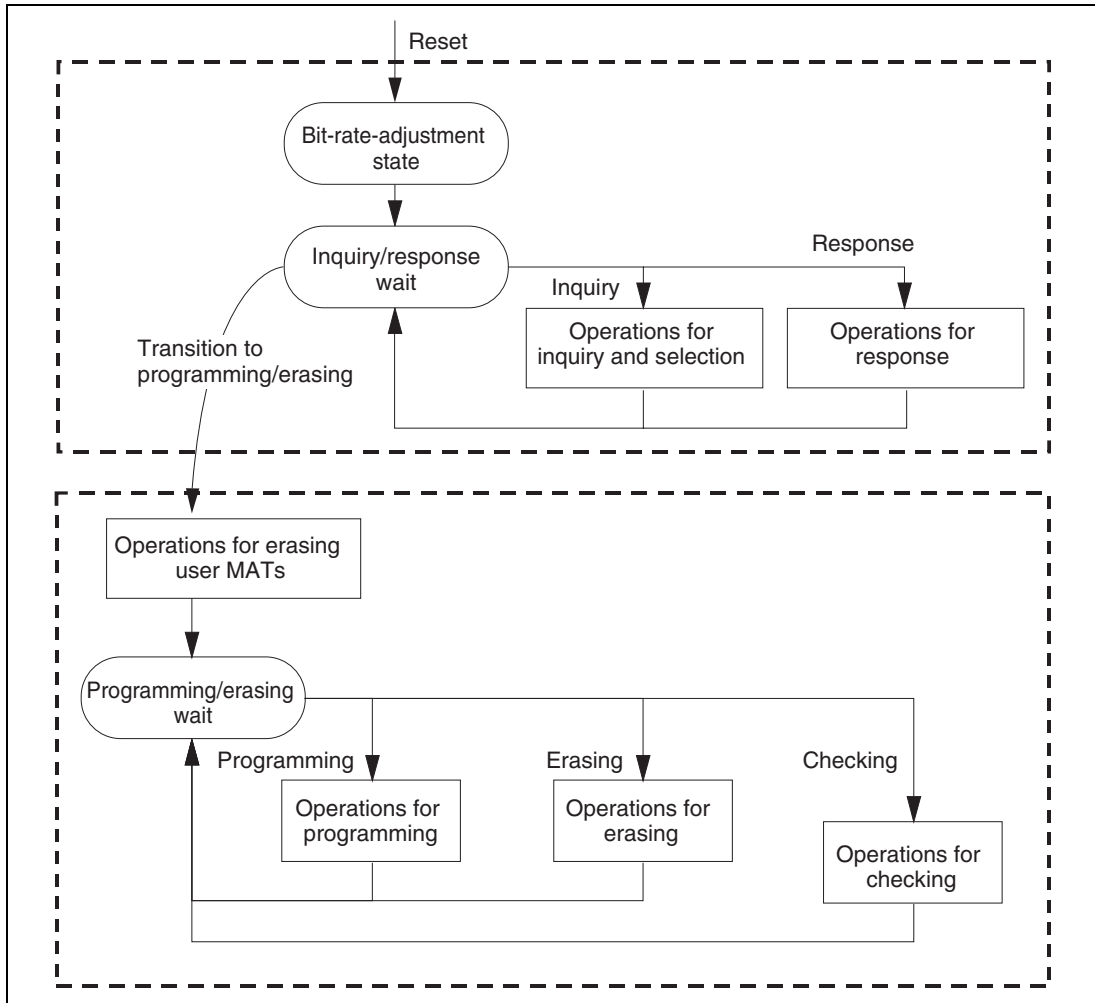 Reset
Bit-rate-adjustment
state
Inquiry/response
wait
Response
Inquiry
Operations for
inquiry and selection
Operations for
response
Transition to
programming/erasing
Operations for erasing
user MATs
Programming/erasing
wait
Programming
Operations for
programming
Erasing
Operations for
erasing
Checking
Operations for
checking